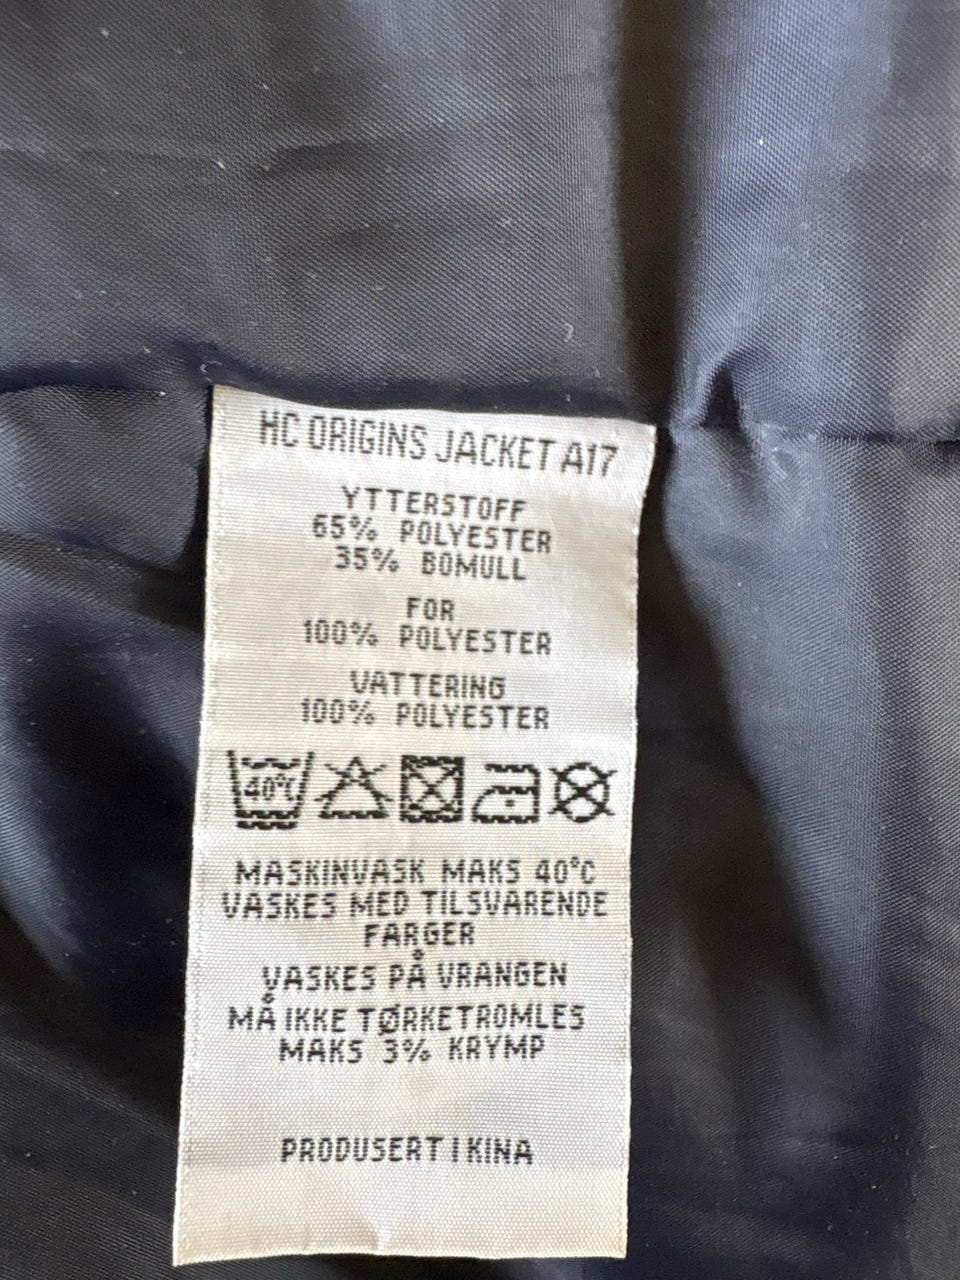 HC ORIGINS JACKET A17
YTTERSTOFF
65% POLYESTER
35% BOMULL
FOR
100% POLYESTER
VATTERING
100% POLYESTER
40°C
MASKINVASK MAKS 40°C
VASKES MED TILSVARENDE
FARGER
VASKES PÅ VRANGEN
MÅ IKKE TØRKETROMLES
MAKS 3% KRYMP
PRODUSERT I KINA